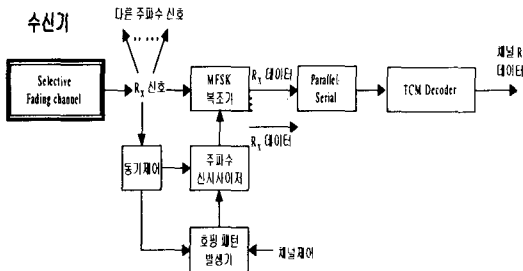 수신기
다른 주파수 신호
Selective
Fading channel
Rx 신호
MFSK
복조기
Rx 데이터
Parallel-
Serial
TCM Decoder
채널 R
데이터
Rx 데이터
동기제어
주파수
신시사이저
호핑 패턴
발생기
채널제어